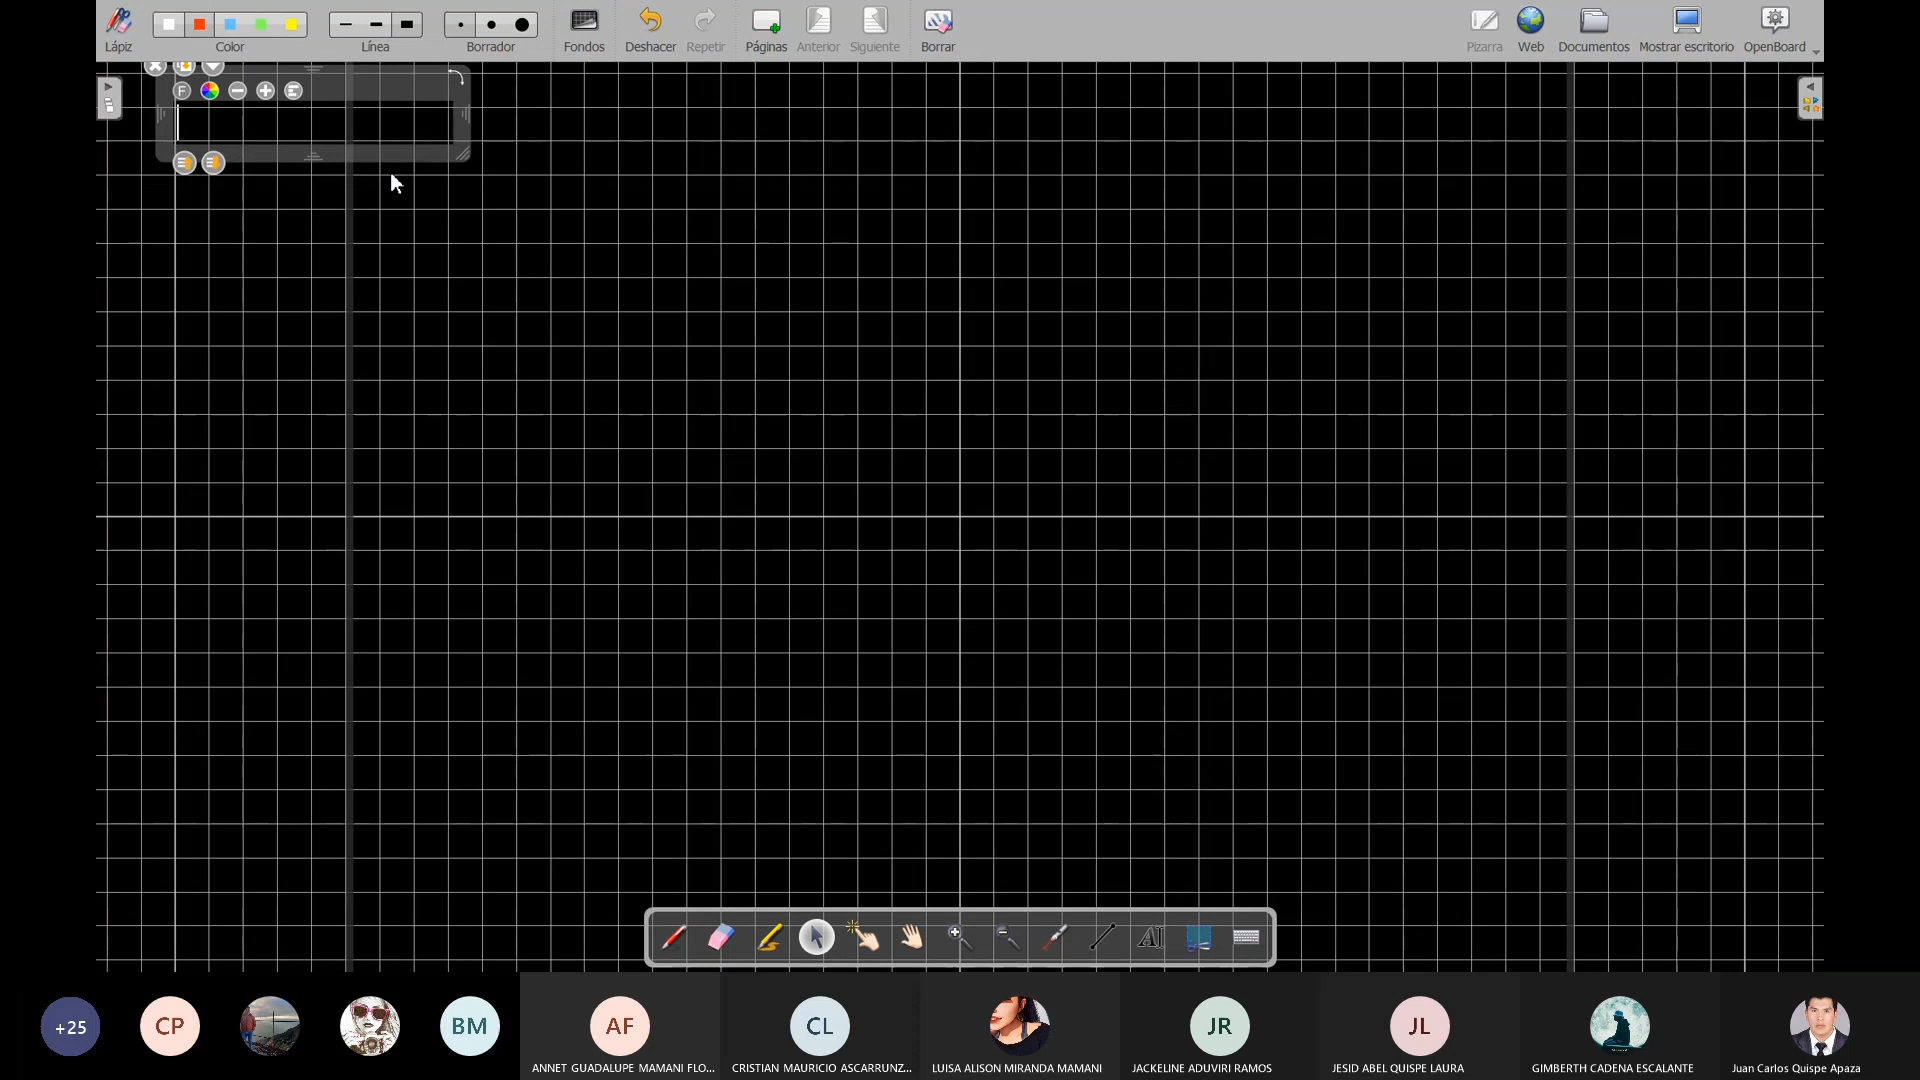 Lápiz
Color
Línea
Borrador
Fondos
Deshacer
Repetir
Páginas
Anterior
Siguiente
Borrar
Pizarra
Web
Documentos
Mostrar escritorio
OpenBoard
F
AI
+25
CP
BM
AF
CL
JR
JL
ANNET GUADALUPE MAMANI FLO...
CRISTIAN MAURICIO ASCARRUNZ...
LUISA ALISON MIRANDA MAMANI
JACKELINE ADUVIRI RAMOS
JESID ABEL QUISPE LAURA
GIMBERTH CADENA ESCALANTE
Juan Carlos Quispe Apaza